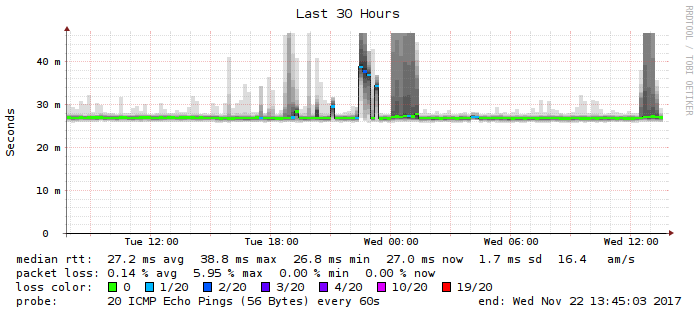 Last 30 Hours
RRDTOOL / TOBI OETIKER
Seconds
40 m
30 m
20 m
10 m
0
Tue 12:00 Tue 18:00 Wed 00:00 Wed 06:00 Wed 12:00
median rtt: 27.2 ms avg 38.8 ms max 26.8 ms min 27.0 ms now 1.7 ms sd 16.4 am/s
packet loss: 0.14 % avg 5.95 % max 0.00 % min 0.00 % now
loss color: 0 1/20 2/20 3/20 4/20 10/20 19/20
probe: 20 ICMP Echo Pings (56 Bytes) every 60s end: Wed Nov 22 13:45:03 2017